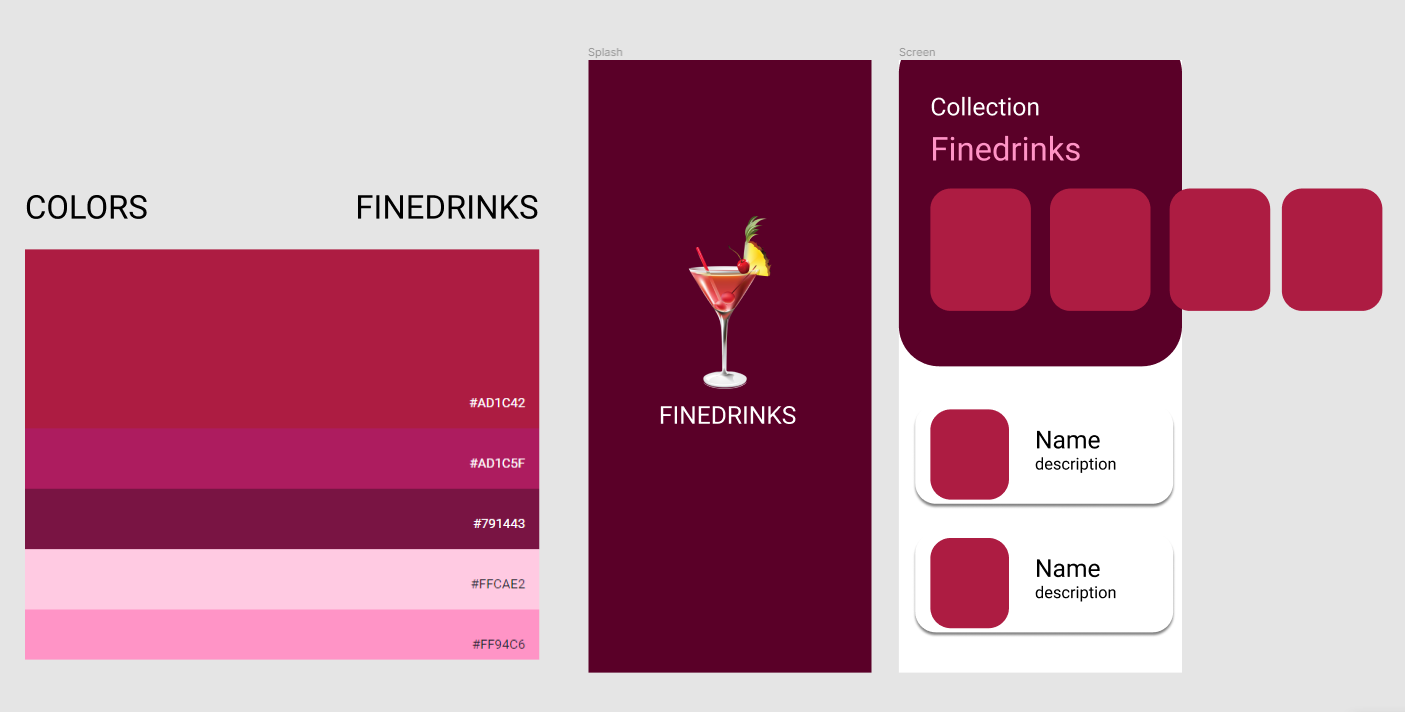 COLORS
FINEDRINKS
#AD1C42
#AD1C5F
#791443
#FFCAE2
#FF94C6
Splash
FINEDRINKS
Screen
Collection
Finedrinks
Name
description
Name
description